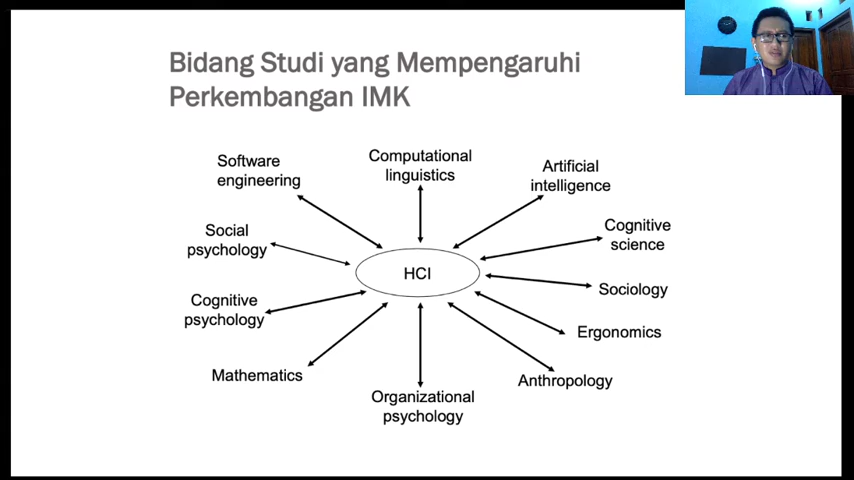 Bidang Studi yang Mempengaruhi
Perkembangan IMK
Software
engineering
Computational
linguistics
Artificial
intelligence
Social
psychology
Cognitive
science
HCI
Cognitive
psychology
Sociology
Ergonomics
Mathematics
Organizational
psychology
Anthropology